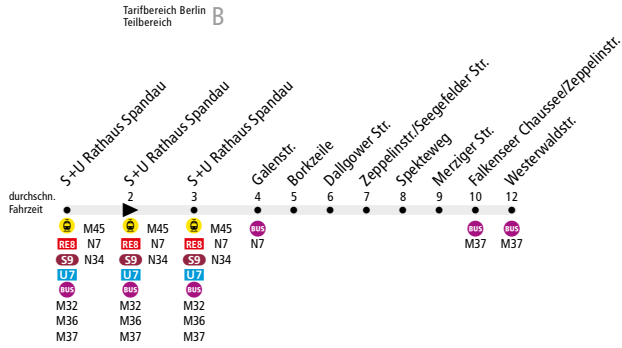 Tarifbereich Berlin B
Teilbereich
S+U Rathaus Spandau
S+U Rathaus Spandau
S+U Rathaus Spandau
Galenstr.
Borkzeile
Dallgower Str.
Zeppelinstr./Seegefelder Str.
Spekteweg
Merziger Str.
Falkenseer Chaussee/Zeppelinstr.
Westerwaldstr.
durchschn. 2 3 4 5 6 7 8 9 10 12
Fahrzeit
M45 M45 M45 BUS BUS BUS
RE8 N7 RE8 N7 RE8 N7 N7 M37 M37
S9 N34 S9 N34 S9 N34
U7 U7 U7
BUS BUS BUS
M32 M32 M32
M36 M36 M36
M37 M37 M37